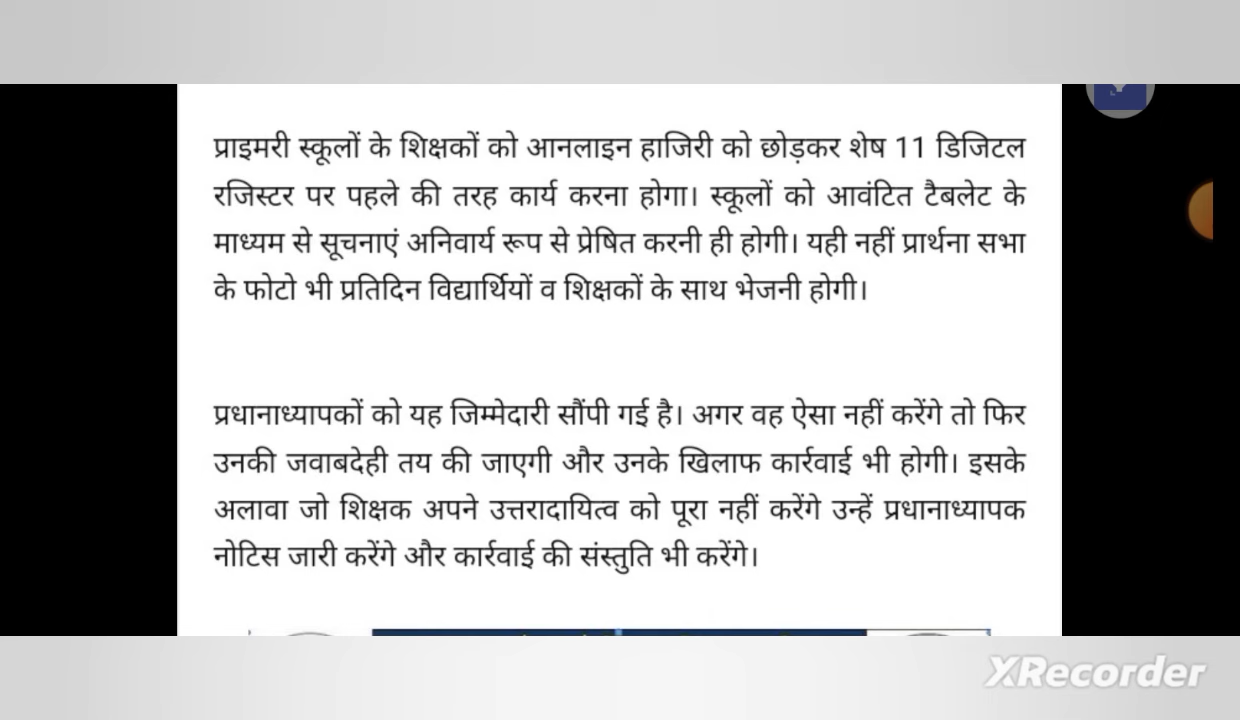 प्राइमरी स्कूलों के शिक्षकों को आनलाइन हाजिरी को छोड़कर शेष 11 डिजिटल
रजिस्टर पर पहले की तरह कार्य करना होगा। स्कूलों को आवंटित टैबलेट के
माध्यम से सूचनाएं अनिवार्य रूप से प्रेषित करनी ही होगी। यही नहीं प्रार्थना सभा
के फोटो भी प्रतिदिन विद्यार्थियों व शिक्षकों के साथ भेजनी होगी।
प्रधानाध्यापकों को यह जिम्मेदारी सौंपी गई है। अगर वह ऐसा नहीं करेंगे तो फिर
उनकी जवाबदेही तय की जाएगी और उनके खिलाफ कार्रवाई भी होगी। इसके
अलावा जो शिक्षक अपने उत्तरादायित्व को पूरा नहीं करेंगे उन्हें प्रधानाध्यापक
नोटिस जारी करेंगे और कार्रवाई की संस्तुति भी करेंगे।
XRecorder